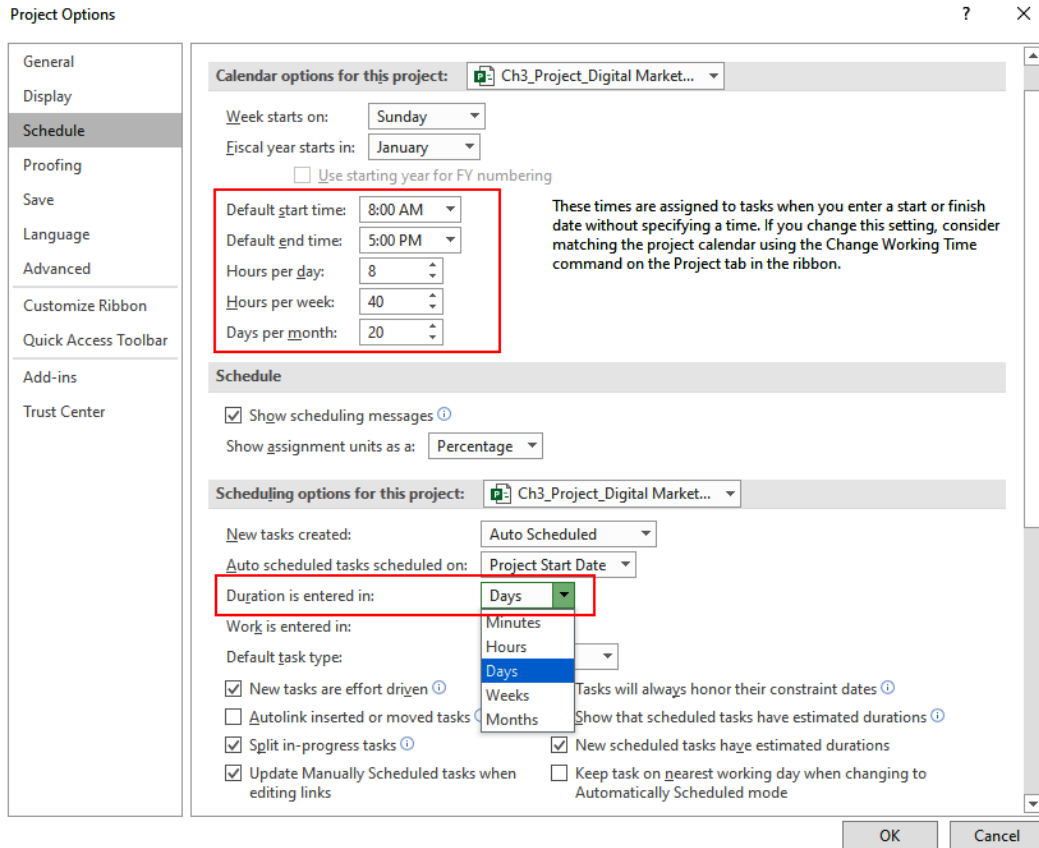 Project Options ? ×
General
Display
Schedule
Proofing
Save
Language
Advanced
Customize Ribbon
Quick Access Toolbar
Add-ins
Trust Center
Calendar options for this project: Ch3_Project_Digital Market...
Week starts on: Sunday
Fiscal year starts in: January
Use starting year for FY numbering
Default start time: 8:00 AM
Default end time: 5:00 PM
Hours per day: 8
Hours per week: 40
Days per month: 20
These times are assigned to tasks when you enter a start or finish
date without specifying a time. If you change this setting, consider
matching the project calendar using the Change Working Time
command on the Project tab in the ribbon.
Schedule
Show scheduling messages
Show assignment units as a: Percentage
Scheduling options for this project: Ch3_Project_Digital Market...
New tasks created: Auto Scheduled
Auto scheduled tasks scheduled on: Project Start Date
Duration is entered in: Days
Work is entered in:
Default task type:
Minutes
Hours
Days
Weeks
Months
New tasks are effort driven
Autolink inserted or moved tasks
Split in-progress tasks
Update Manually Scheduled tasks when
editing links
Tasks will always honor their constraint dates
Show that scheduled tasks have estimated durations
New scheduled tasks have estimated durations
Keep task on nearest working day when changing to
Automatically Scheduled mode
OK Cancel